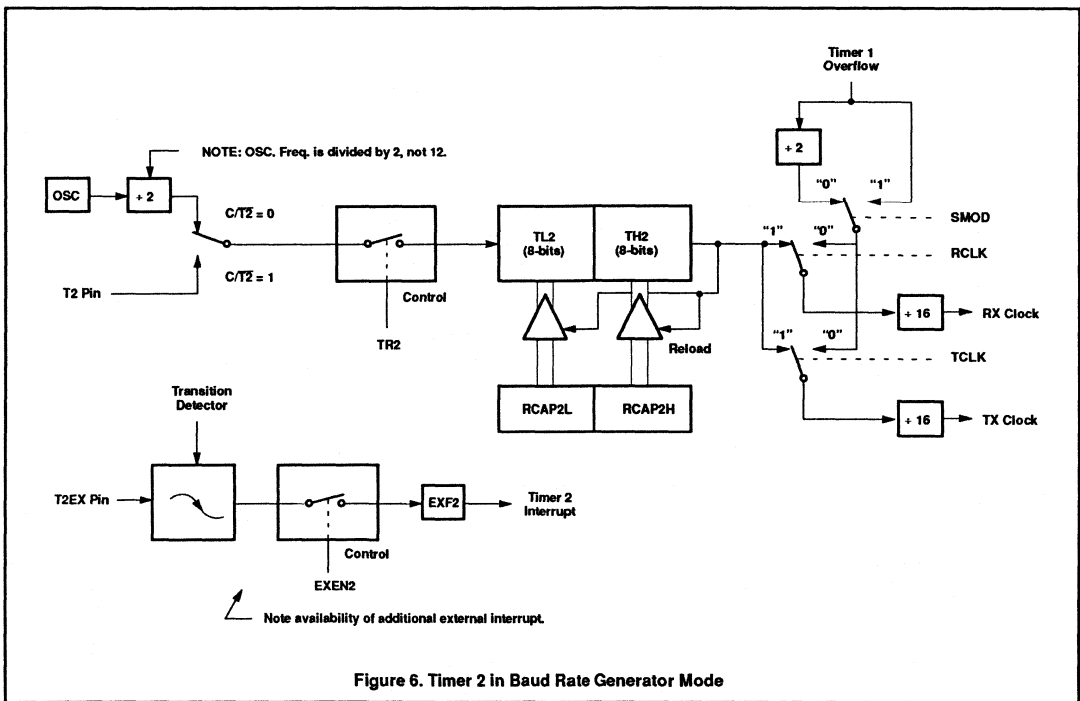 Timer 1
Overflow
÷ 2
NOTE: OSC. Freq. is divided by 2, not 12.
"0"
"1"
OSC
÷ 2
C/T̅2̅ = 0
TL2
(8-bits)
TH2
(8-bits)
SMOD
"1"
"0"
RCLK
C/T̅2̅ = 1
T2 Pin
Control
÷ 16
RX Clock
TR2
Reload
"1"
"0"
TCLK
Transition
Detector
RCAP2L
RCAP2H
÷ 16
TX Clock
T2EX Pin
EXF2
Timer 2
Interrupt
Control
EXEN2
Note availability of additional external interrupt.
Figure 6. Timer 2 in Baud Rate Generator Mode